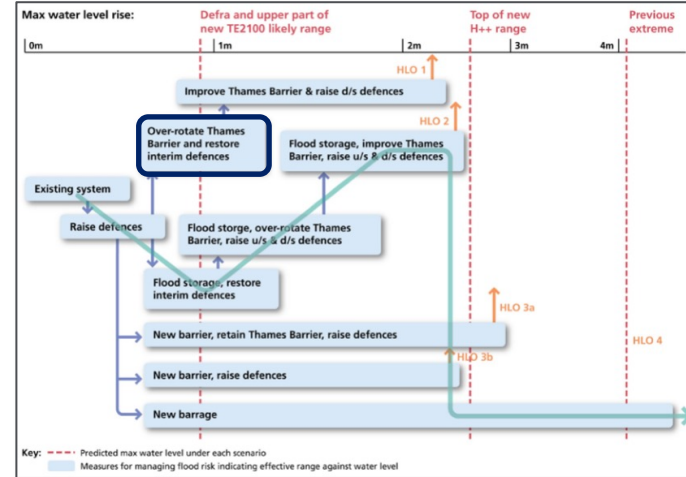 Max water level rise:
Defra and upper part of
new TE2100 likely range
Top of new
H++ range
Previous
extreme
0m
1m
2m
3m
4m
HLO 1
Improve Thames Barrier & raise d/s defences
HLO 2
Over-rotate Thames
Barrier and restore
interim defences
Flood storage, improve Thames
Barrier, raise u/s & d/s defences
Existing system
Raise defences
Flood storge, over-rotate Thames
Barrier, raise u/s & d/s defences
Flood storage, restore
interim defences
HLO 3a
New barrier, retain Thames Barrier, raise defences
HLO 4
HLO 3b
New barrier, raise defences
New barrage
Key:
Predicted max water level under each scenario
Measures for managing flood risk indicating effective range against water level